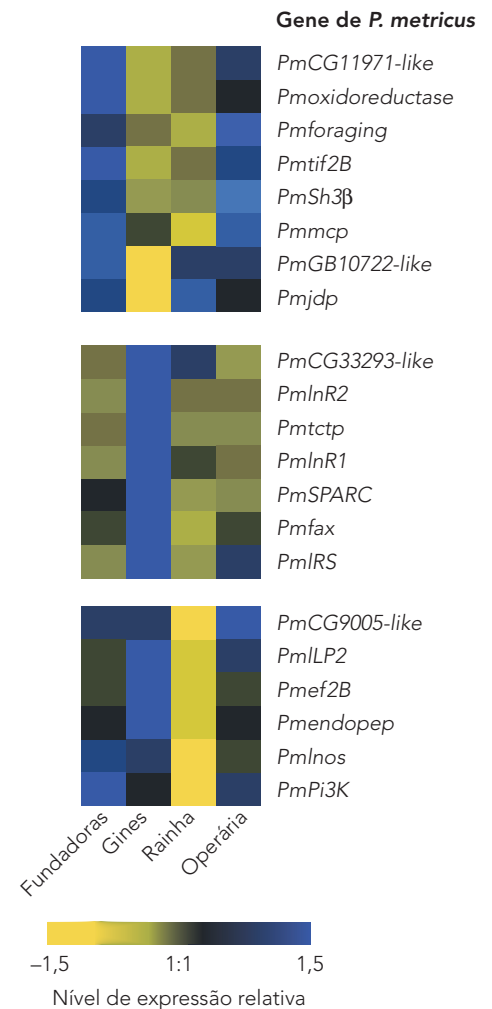 Gene de P. metricus
PmCG11971-like
Pmoxidoreductase
Pmforaging
Pmtif2B
PmSh3β
Pmmcp
PmGB10722-like
Pmjdp
PmCG33293-like
PmlnR2
Pmtctp
PmlnR1
PmSPARC
Pmfax
PmlRS
PmCG9005-like
PmlLP2
Pmef2B
Pmendopep
Pmlnos
PmPi3K
Fundadoras
Gines
Rainha
Operária
–1,5 1:1 1,5
Nível de expressão relativa